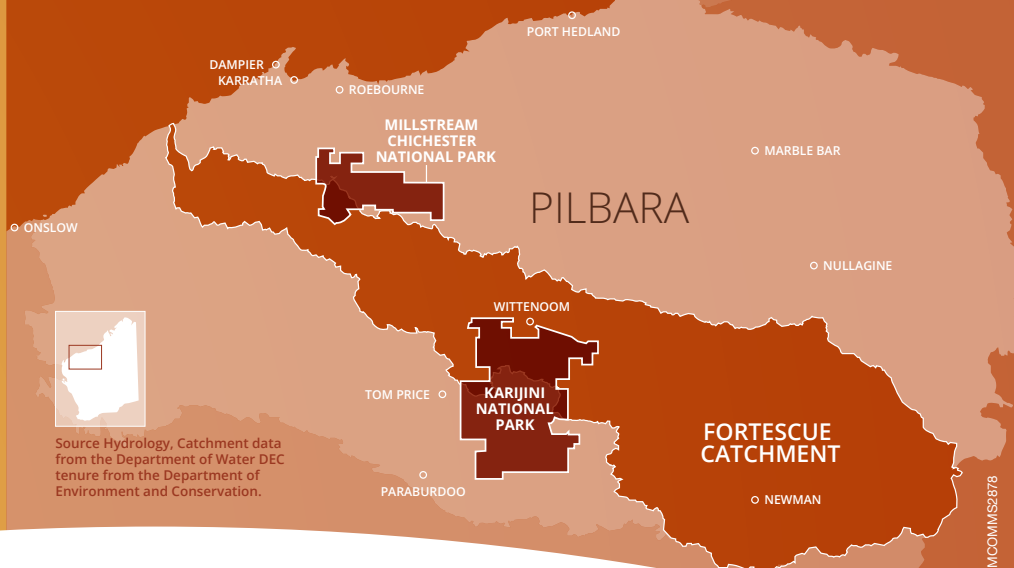 PORT HEDLAND
DAMPIER
KARRATHA
ROEBOURNE
MILLSTREAM
CHICHESTER
NATIONAL PARK
MARBLE BAR
PILBARA
ONSLOW
NULLAGINE
WITTENOOM
TOM PRICE
KARIJINI
NATIONAL
PARK
FORTESCUE
CATCHMENT
Source Hydrology, Catchment data
from the Department of Water DEC
tenure from the Department of
Environment and Conservation.
PARABURDOO
NEWMAN
MCOMMS2878